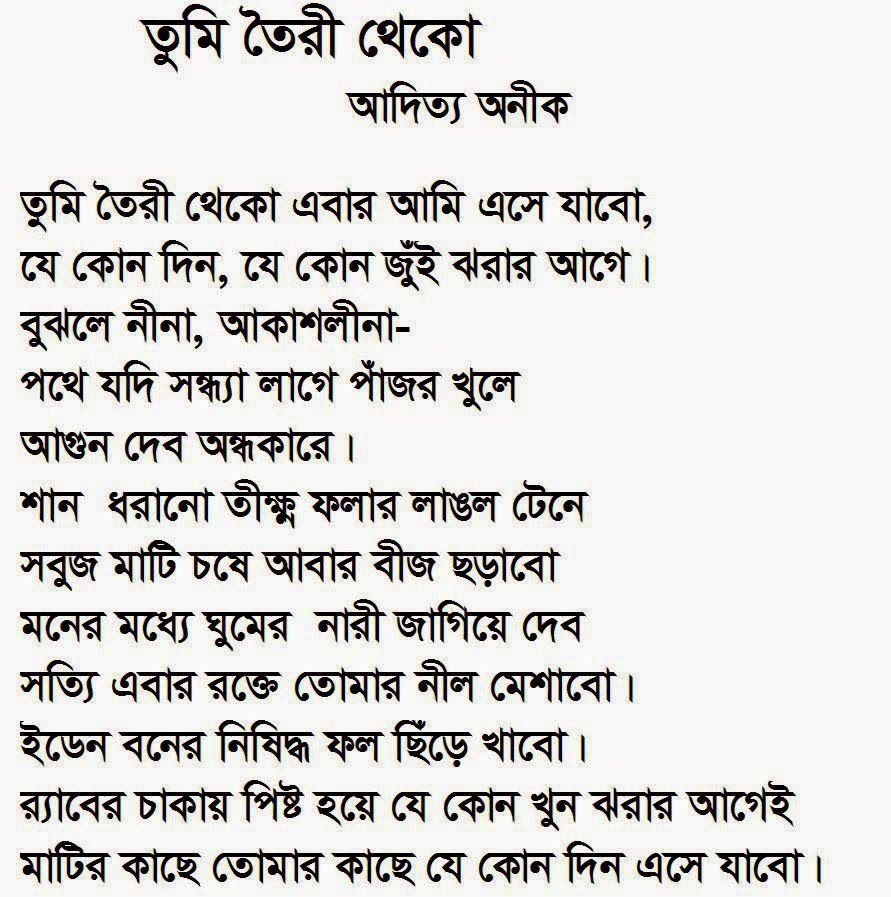 তুমি তৈরী থেকো
আদিত্য অনীক
তুমি তৈরী থেকো এবার আমি এসে যাবো,
যে কোন দিন, যে কোন জুঁই ঝরার আগে।
বুঝলে নীনা, আকাশলীনা-
পথে যদি সন্ধ্যা লাগে পাঁজর খুলে
আগুন দেব অন্ধকারে।
শান ধরানো তীক্ষ্ণ ফলার লাঙল টেনে
সবুজ মাটি চষে আবার বীজ ছড়াবো
মনের মধ্যে ঘুমের নারী জাগিয়ে দেব
সত্যি এবার রক্তে তোমার নীল মেশাবো।
ইডেন বনের নিষিদ্ধ ফল ছিঁড়ে খাবো।
র‍্যাবের চাকায় পিষ্ট হয়ে যে কোন খুন ঝরার আগেই
মাটির কাছে তোমার কাছে যে কোন দিন এসে যাবো।